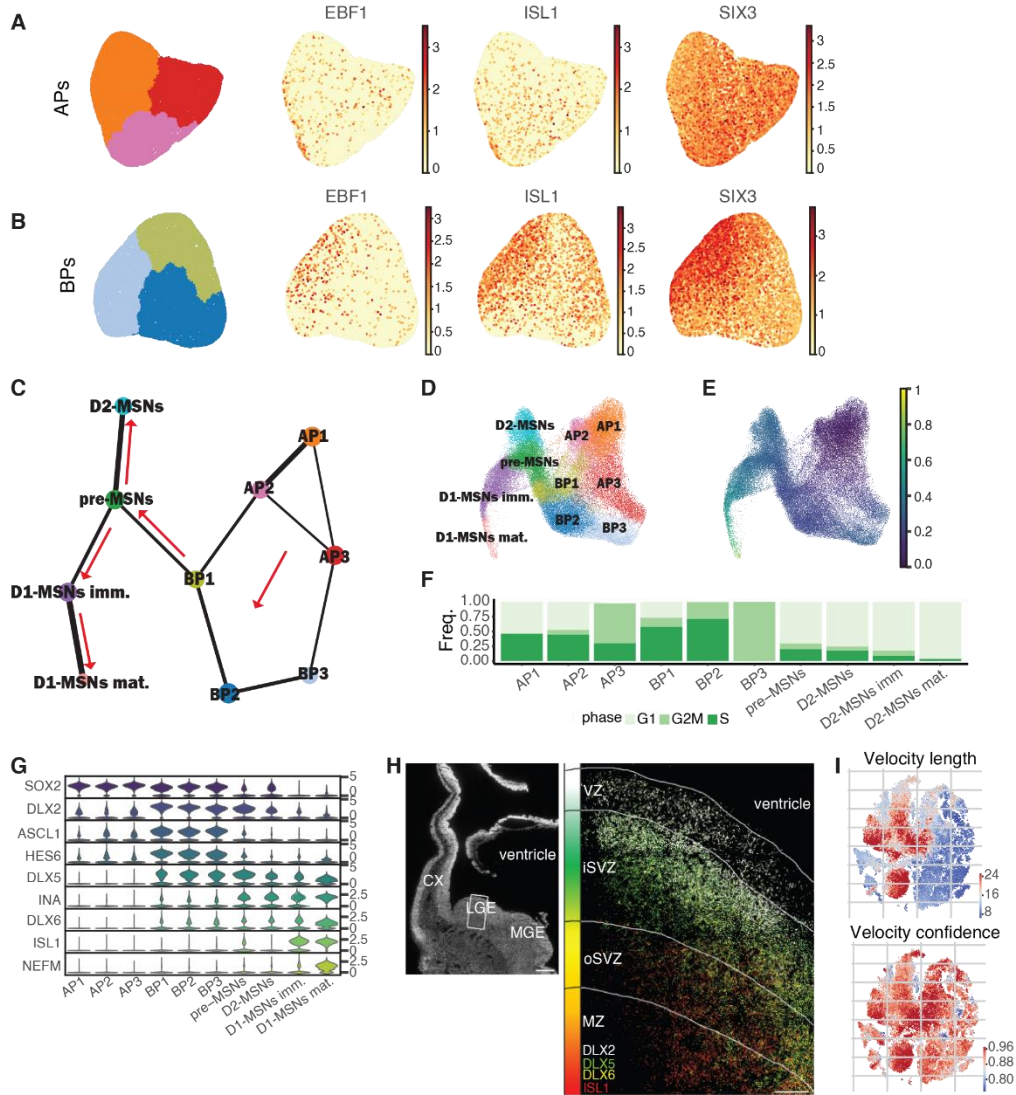 A
APs
EBF1
3
2
1
0
ISL1
3
2
1
0
SIX3
3
2.5
2
1.5
1
0.5
0
B
BPs
EBF1
3
2.5
2
1.5
1
0.5
0
ISL1
3
2.5
2
1.5
1
0.5
0
SIX3
3
2
1
0
C
D2-MSNs
AP1
AP2
pre-MSNs
AP3
BP1
D1-MSNs imm.
BP3
D1-MSNs mat.
BP2
D
D2-MSNs
AP2
AP1
pre-MSNs
BP1
AP3
D1-MSNs imm.
BP2
BP3
D1-MSNs mat.
E
1
0.8
0.6
0.4
0.2
0.0
F
Freq.
1.00
0.75
0.50
0.25
0.00
AP1
AP2
AP3
BP1
BP2
BP3
pre–MSNs
D2-MSNs
D2-MSNs imm
D2-MSNs mat.
phase G1 G2M S
G
SOX2
5
0
DLX2
5
0
ASCL1
5
0
HES6
5
0
DLX5
5
0
INA
2.5
0
DLX6
2.5
0
ISL1
2.5
0
NEFM
2.5
0
AP1
AP2
AP3
BP1
BP2
BP3
pre-MSNs
D2-MSNs
D1-MSNs imm.
D1-MSNs mat.
H
ventricle
CX
LGE
MGE
VZ
ventricle
iSVZ
oSVZ
MZ
DLX2
DLX5
DLX6
ISL1
I
Velocity length
24
16
8
Velocity confidence
0.96
0.88
0.80